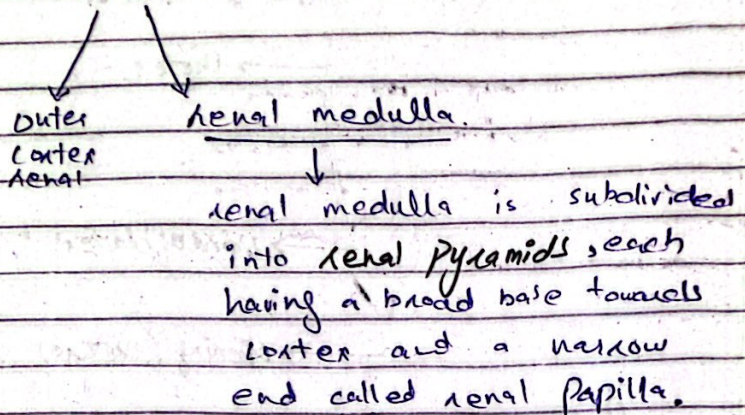 outer renal medulla.
cortex
renal
renal medulla is subdivided
into renal pyramids, each
having a broad base towards
cortex and a narrow
end called renal papilla.